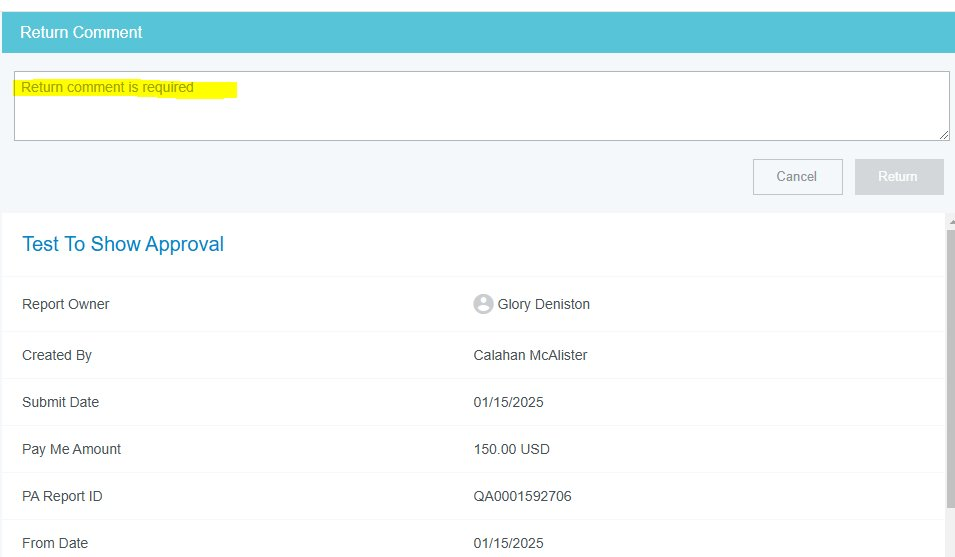 Return Comment
Return comment is required
Cancel Return
Test To Show Approval
Report Owner Glory Deniston
Created By Calahan McAlister
Submit Date 01/15/2025
Pay Me Amount 150.00 USD
PA Report ID QA0001592706
From Date 01/15/2025